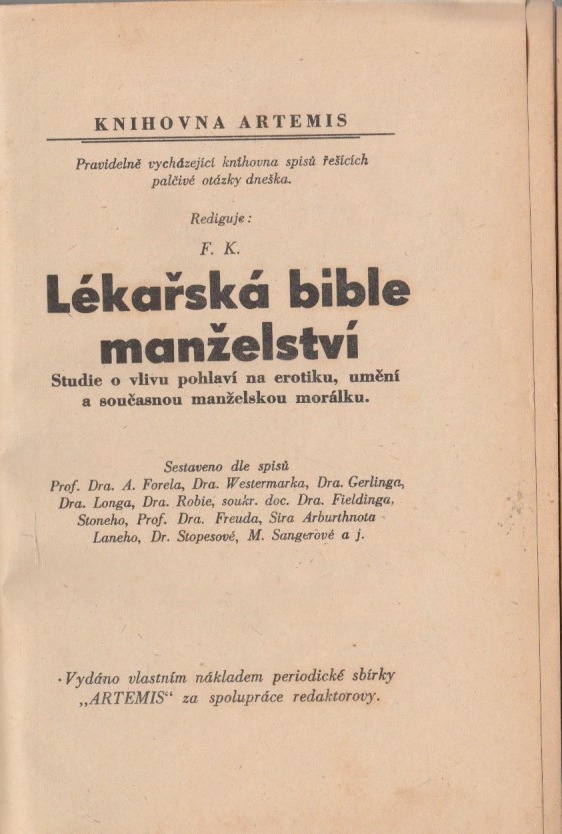 KNIHOVNA ARTEMIS
Pravidelně vycházející knihovna spisů řešících
palčivé otázky dneška.
Rediguje:
F. K.
Lékařská bible
manželství
Studie o vlivu pohlaví na erotiku, umění
a současnou manželskou morálku.
Sestaveno dle spisů
Prof. Dra. A. Forela, Dra. Westermarka, Dra. Gerlinga,
Dra. Longa, Dra. Robie, soukr. doc. Dra. Fieldinga,
Stoneho, Prof. Dra. Freuda, Sira Arburthnota
Laneho, Dr. Stopesové, M. Sangerové a j.
Vydáno vlastním nákladem periodické sbírky
„ARTEMIS“ za spolupráce redaktorovy.